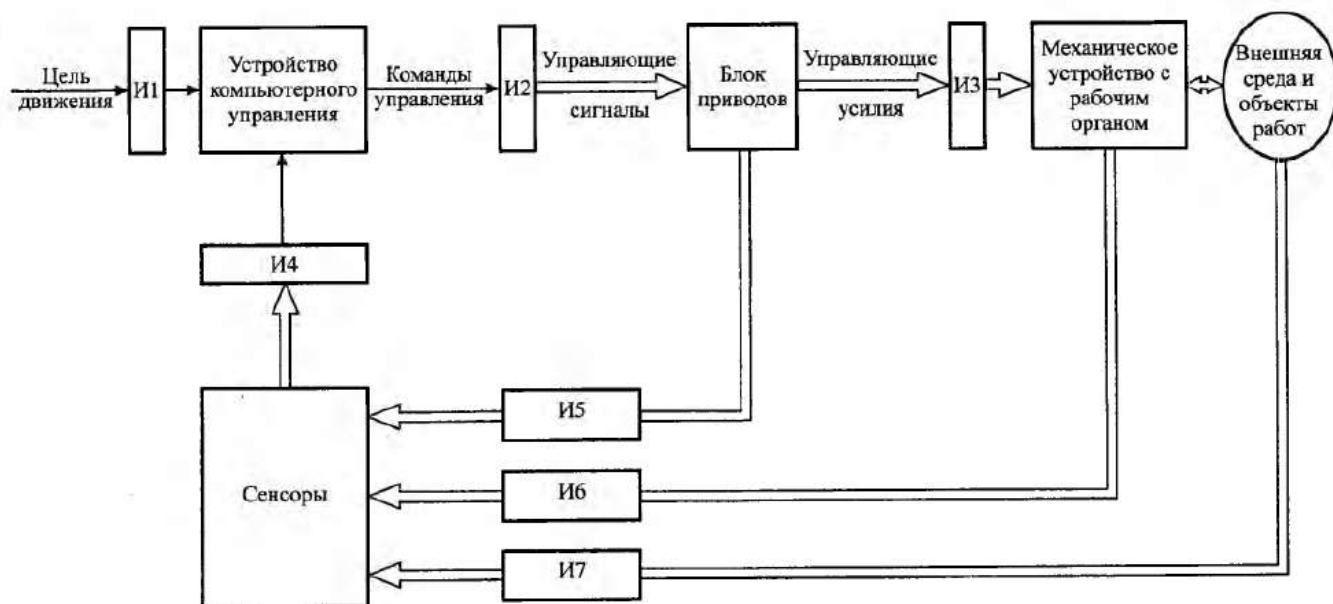 Цель
движения
И1
Устройство
компьютерного
управления
Команды
управления
И2
Управляющие
сигналы
Блок
приводов
Управляющие
усилия
И3
Механическое
устройство с
рабочим
органом
Внешняя
среда и
объекты
работ
И4
Сенсоры
И5
И6
И7